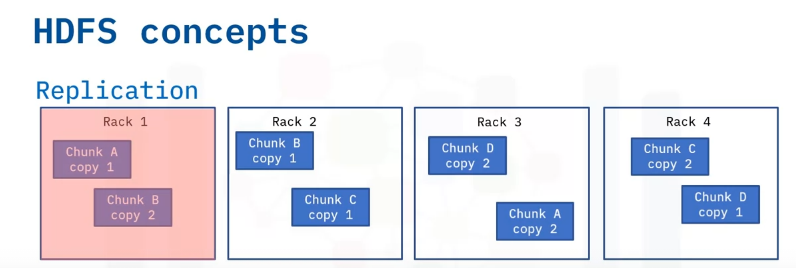 HDFS concepts
Replication
Rack 1
Chunk A
copy 1
Chunk B
copy 2
Rack 2
Chunk B
copy 1
Chunk C
copy 1
Rack 3
Chunk D
copy 2
Chunk A
copy 2
Rack 4
Chunk C
copy 2
Chunk D
copy 1